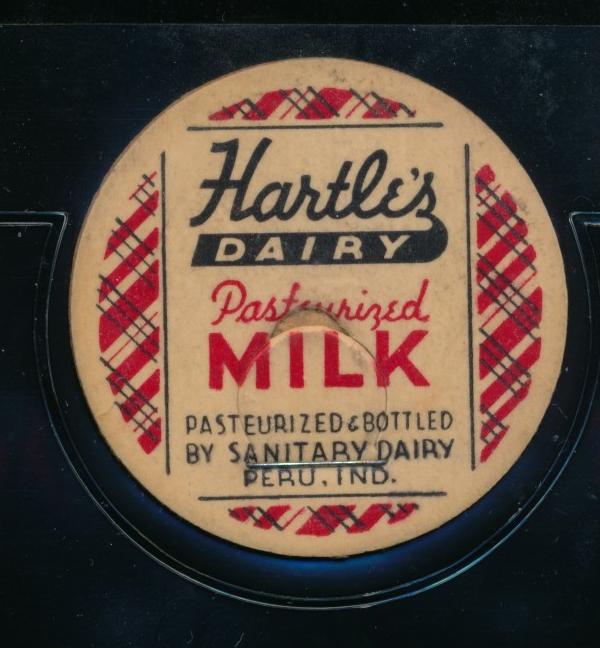 Hartle's
DAIRY
Pasteurized
MILK
PASTEURIZED & BOTTLED
BY SANITARY DAIRY
PERU, IND.